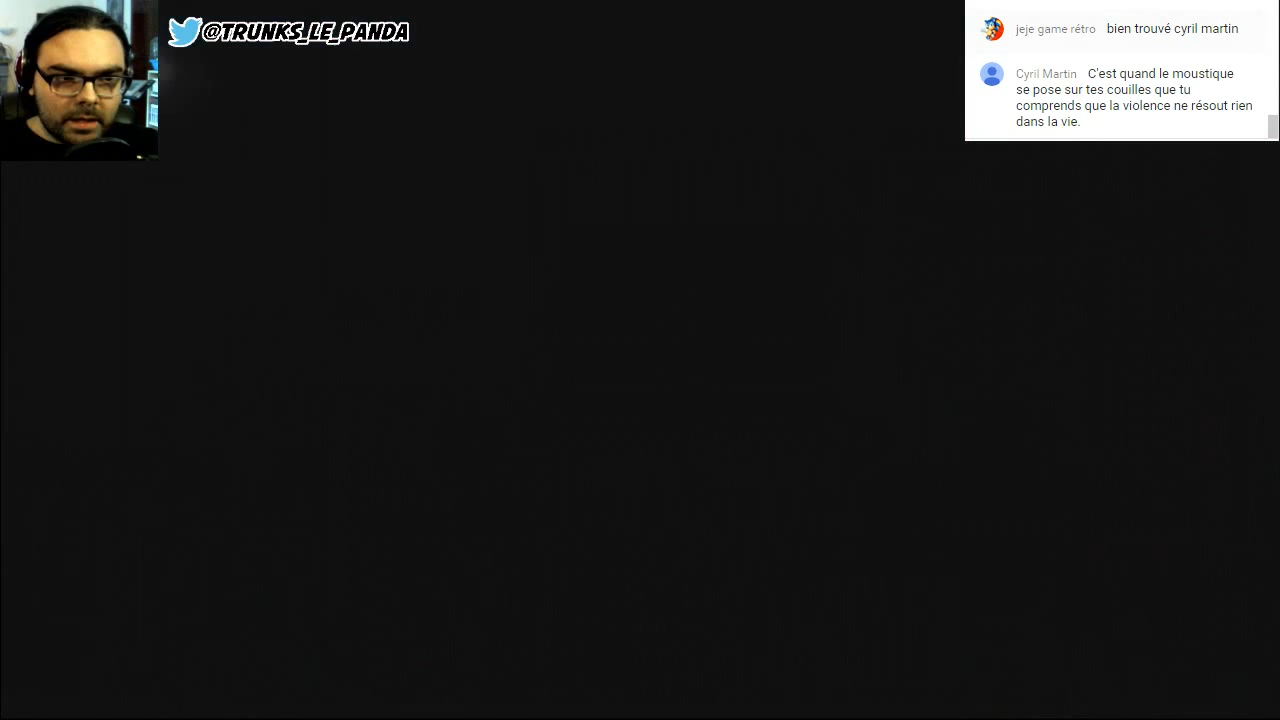 @TRUNKS_LE_PANDA
jeje game rétro bien trouvé cyril martin
Cyril Martin C'est quand le moustique
se pose sur tes couilles que tu
comprends que la violence ne résout rien
dans la vie.